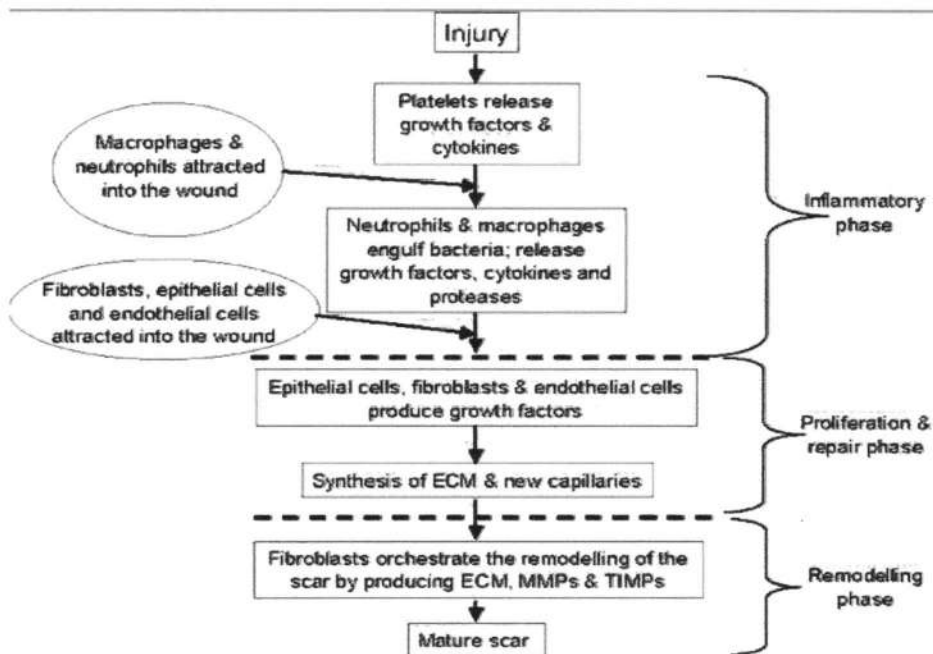 Injury
Platelets release
growth factors &
cytokines
Macrophages &
neutrophils attracted
into the wound
Neutrophils & macrophages
engulf bacteria; release
growth factors, cytokines and
proteases
Inflammatory
phase
Fibroblasts, epithelial cells
and endothelial cells
attracted into the wound
Epithelial cells, fibroblasts & endothelial cells
produce growth factors
Proliferation &
repair phase
Synthesis of ECM & new capillaries
Fibroblasts orchestrate the remodelling of the
scar by producing ECM, MMPs & TIMPs
Remodelling
phase
Mature scar